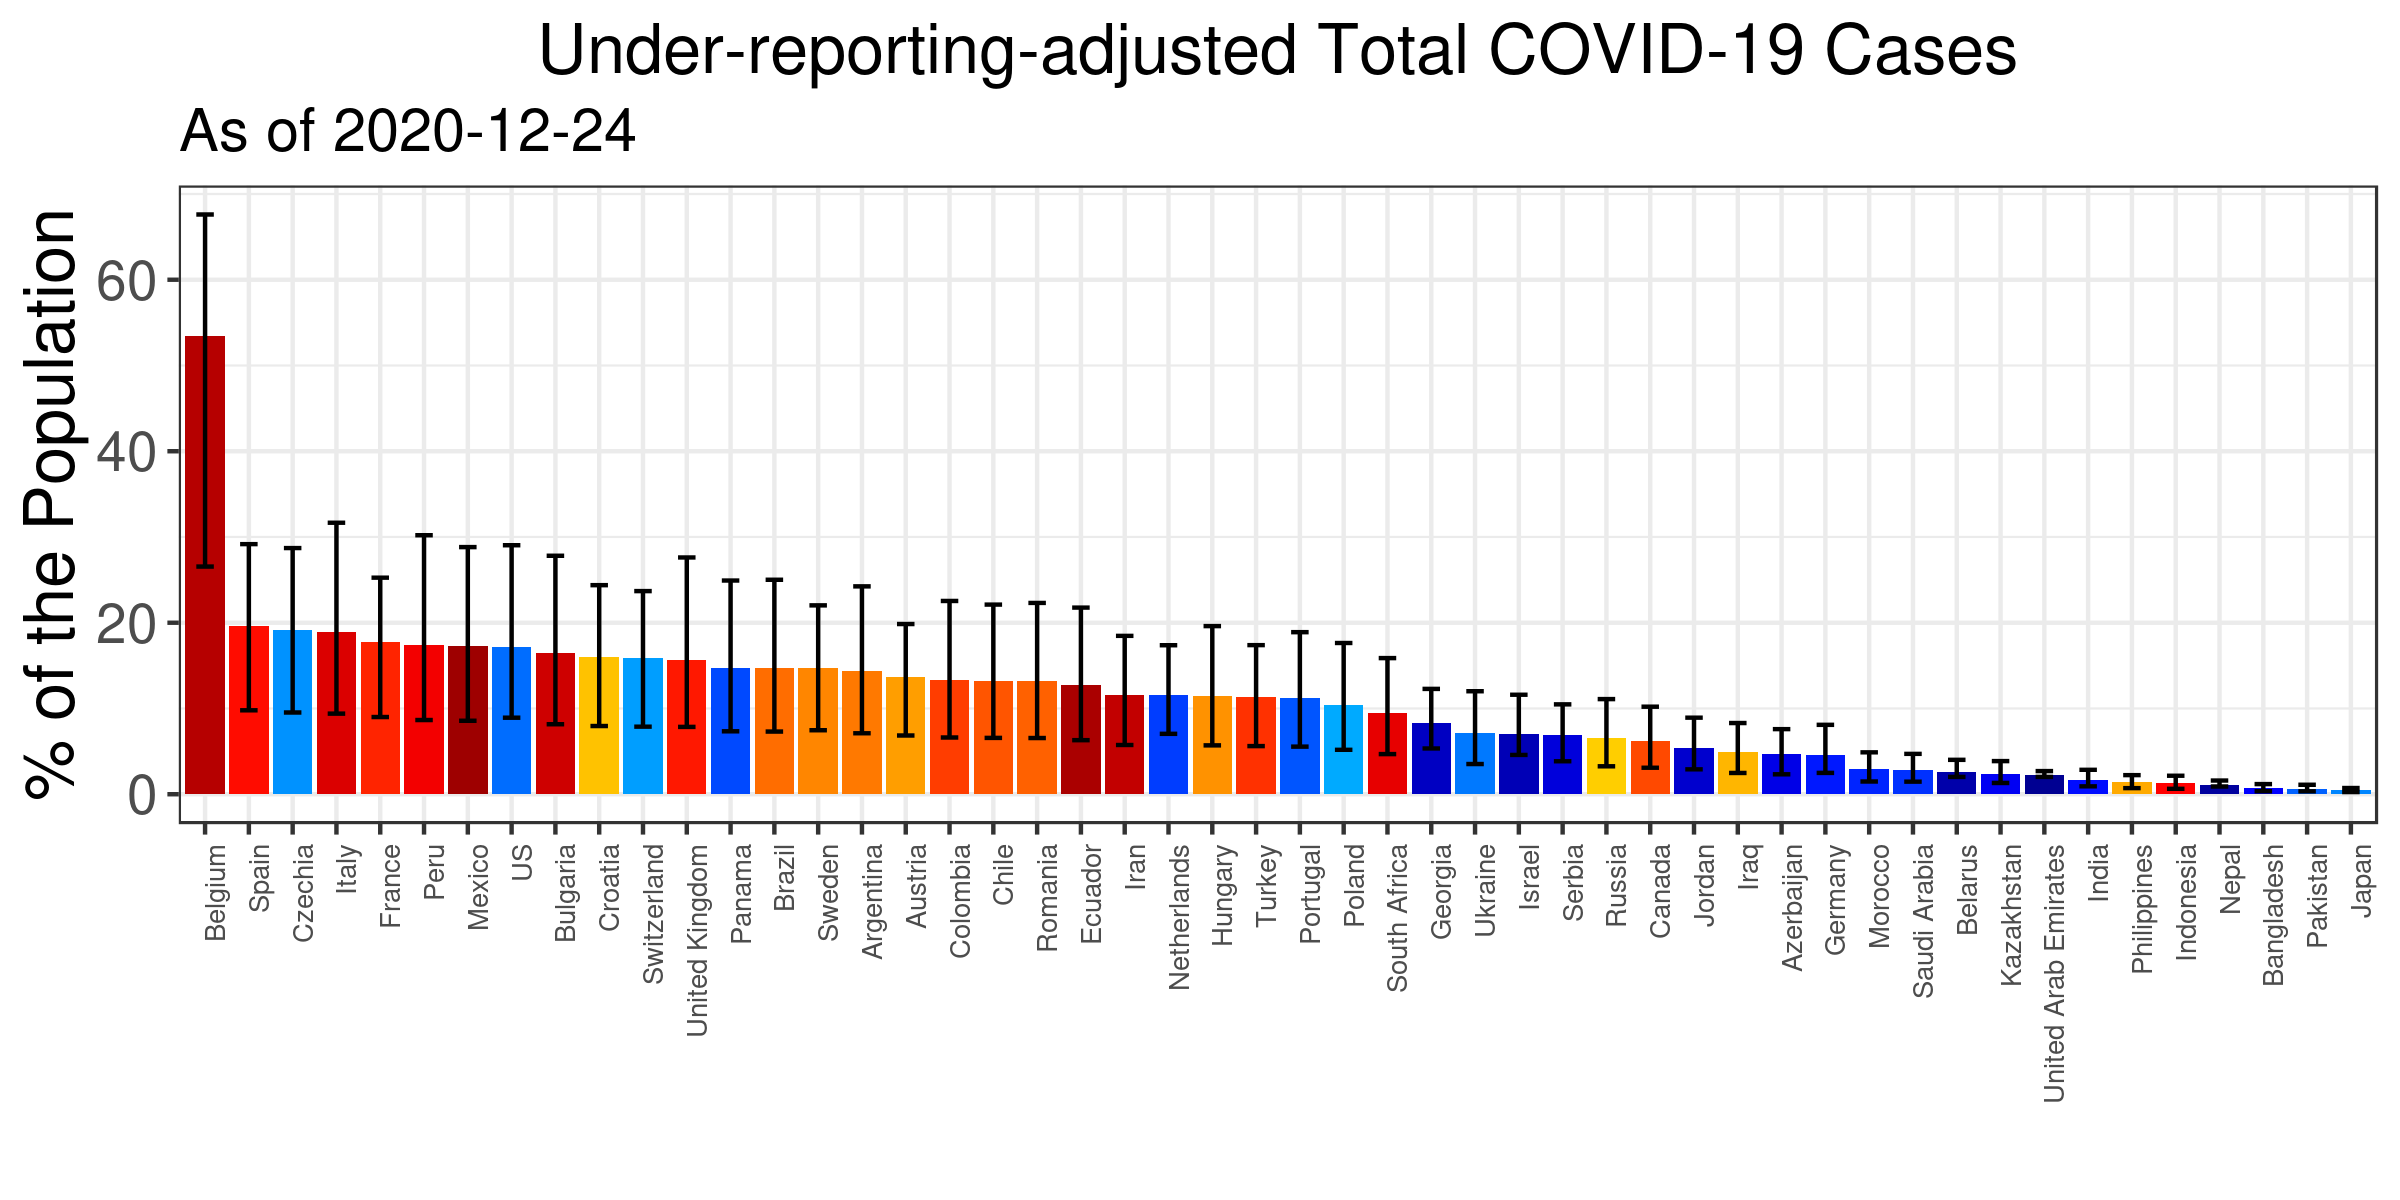 Under-reporting-adjusted Total COVID-19 Cases
As of 2020-12-24
% of the Population
60
40
20
0
Belgium
Spain
Czechia
Italy
France
Peru
Mexico
US
Bulgaria
Croatia
Switzerland
United Kingdom
Panama
Brazil
Sweden
Argentina
Austria
Colombia
Chile
Romania
Ecuador
Iran
Netherlands
Hungary
Turkey
Portugal
Poland
South Africa
Georgia
Ukraine
Israel
Serbia
Russia
Canada
Jordan
Iraq
Azerbaijan
Germany
Morocco
Saudi Arabia
Belarus
Kazakhstan
United Arab Emirates
India
Philippines
Indonesia
Nepal
Bangladesh
Pakistan
Japan